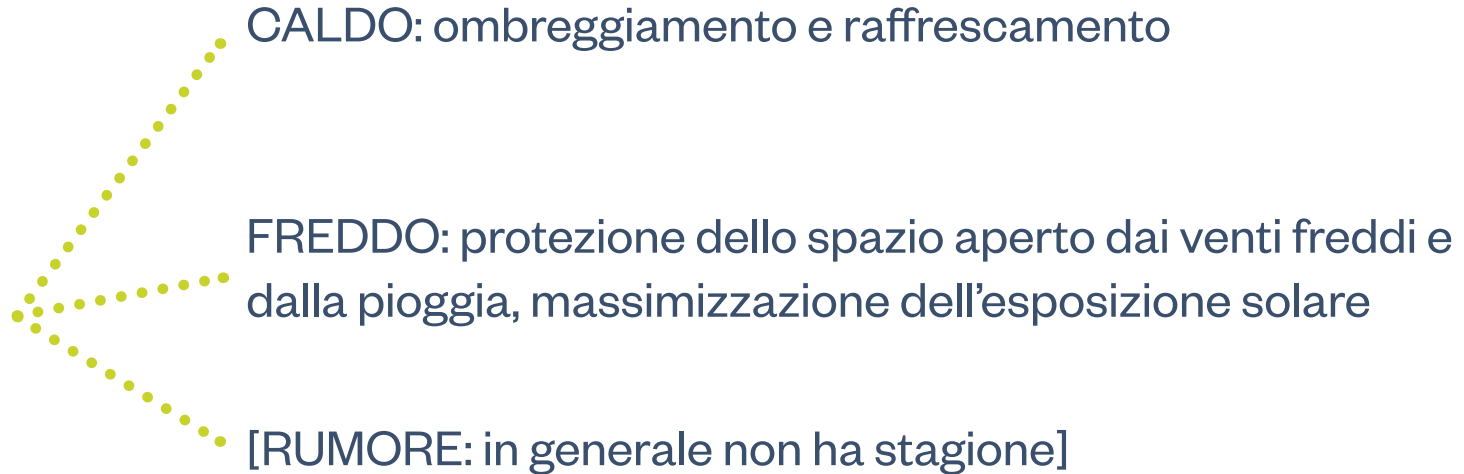 CALDO: ombreggiamento e raffrescamento
FREDDO: protezione dello spazio aperto dai venti freddi e
dalla pioggia, massimizzazione dell’esposizione solare
[RUMORE: in generale non ha stagione]